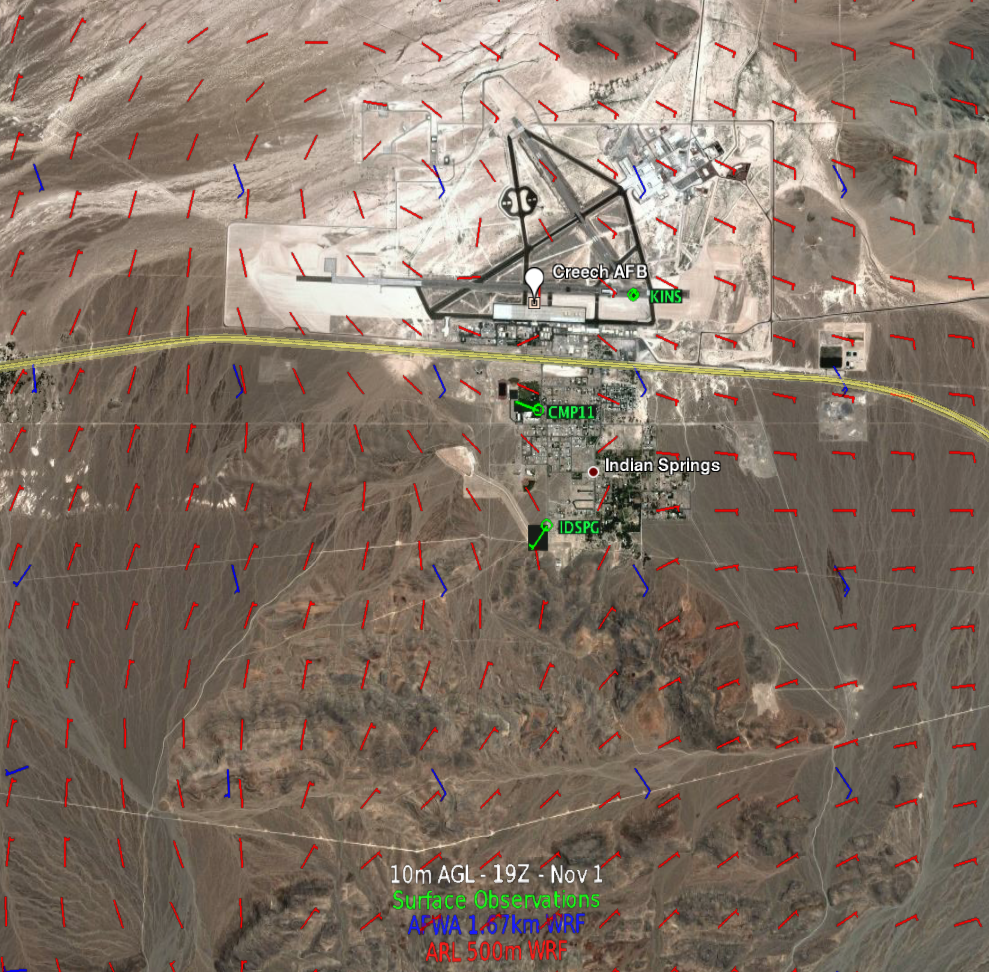 Creech AFB
KINS
CMP11
Indian Springs
IDSPG
10m AGL - 19Z - Nov 1
Surface Observations
AFWA 1.67km WRF
ARL 500m WRF